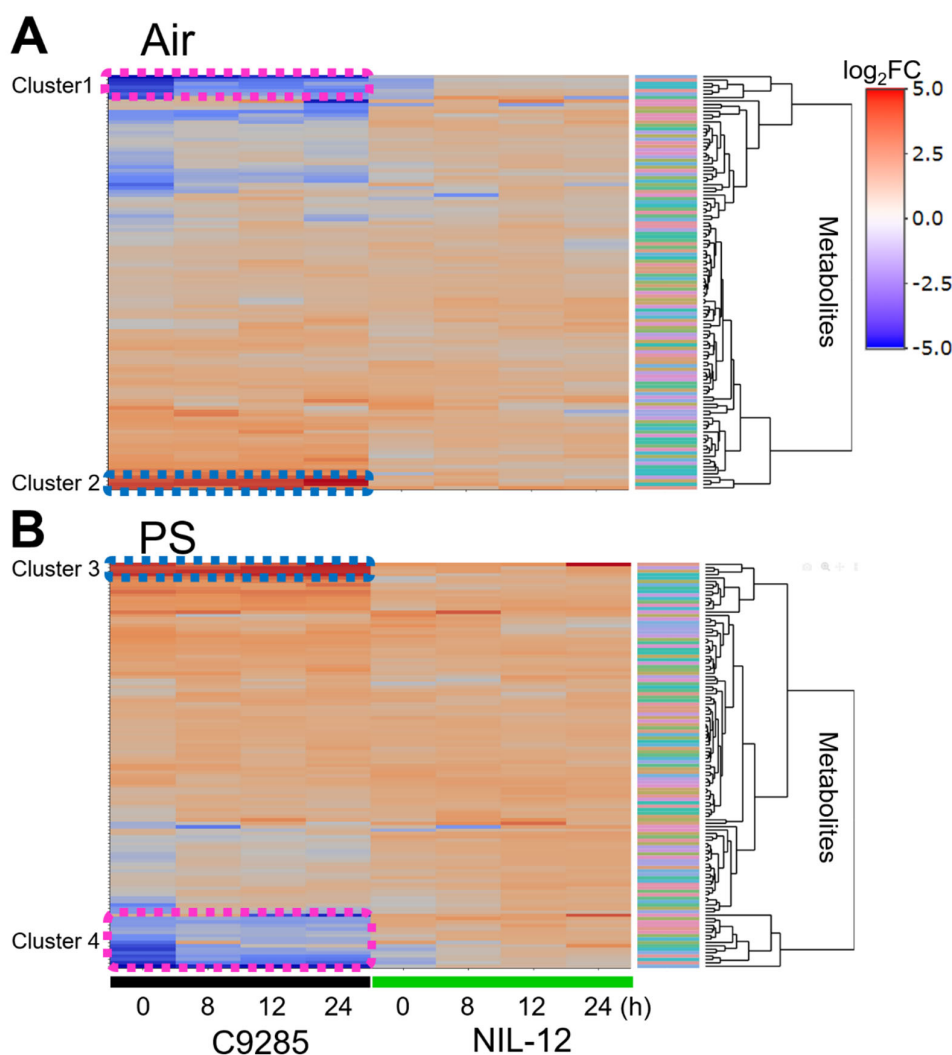 A Air
Cluster1
log2FC
5.0
2.5
0.0
-2.5
-5.0
Metabolites
Cluster 2
B PS
Cluster 3
Metabolites
Cluster 4
0 8 12 24 0 8 12 24 (h)
C9285 NIL-12